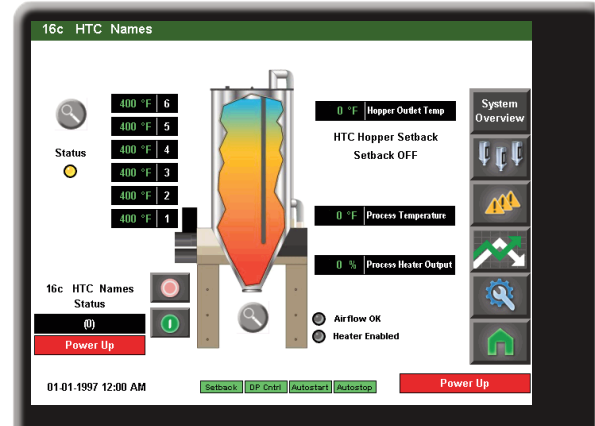 16c HTC Names
400 °F 6
400 °F 5
400 °F 4
400 °F 3
400 °F 2
400 °F 1
Status
0 °F Hopper Outlet Temp
HTC Hopper Setback
Setback OFF
0 °F Process Temperature
0 % Process Heater Output
System
Overview
16c HTC Names
Status
(0)
Power Up
Airflow OK
Heater Enabled
01-01-1997 12:00 AM
Setback DP Cntrl Autostart Autostop
Power Up